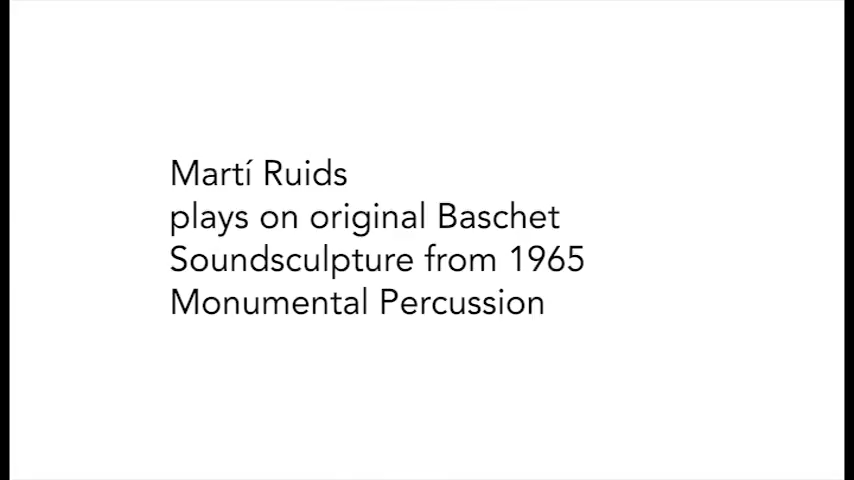 Martí Ruids
plays on original Baschet
Soundsculpture from 1965
Monumental Percussion